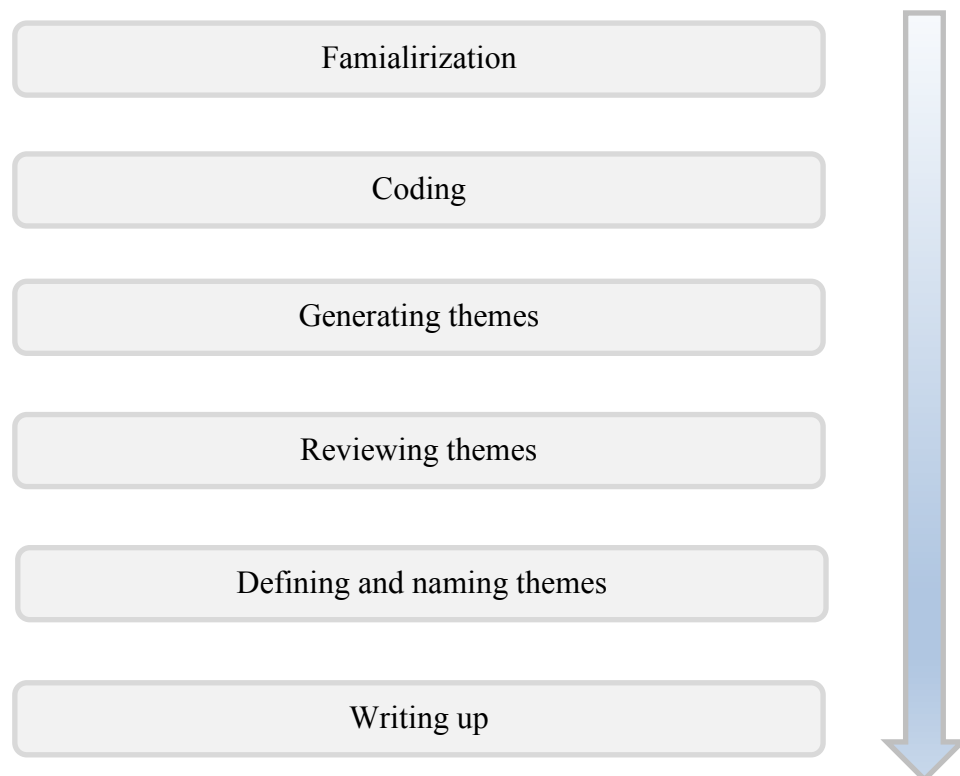 Famialirization
Coding
Generating themes
Reviewing themes
Defining and naming themes
Writing up